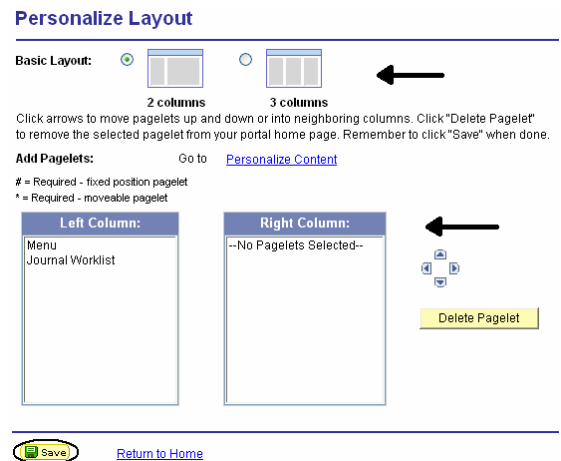 Personalize Layout
Basic Layout:
2 columns 3 columns
Click arrows to move pagelets up and down or into neighboring columns. Click "Delete Pagelet"
to remove the selected pagelet from your portal home page. Remember to click "Save" when done.
Add Pagelets: Go to Personalize Content
# = Required - fixed position pagelet
* = Required - moveable pagelet
Left Column: Right Column:
Menu --No Pagelets Selected--
Journal Worklist
Delete Pagelet
Save Return to Home